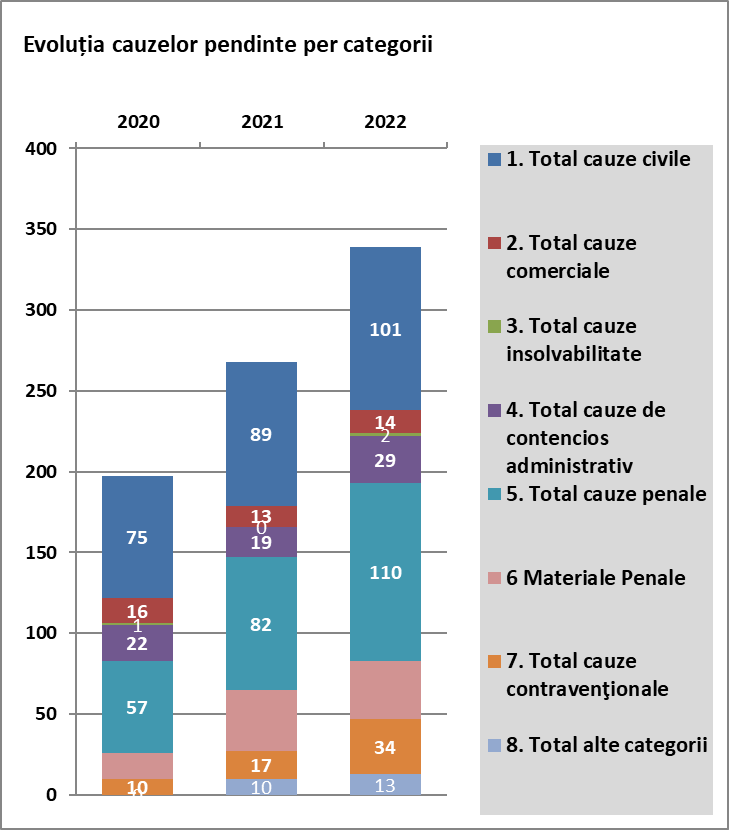 Evoluția cauzelor pendinte per categorii
2020 2021 2022
400
350
300
250
200
150
100
50
0
75
16
1
22
57
10
0
89
13
0
19
82
17
10
101
14
2
29
110
34
13
1. Total cauze civile
2. Total cauze
comerciale
3. Total cauze
insolvabilitate
4. Total cauze de
contencios
administrativ
5. Total cauze penale
6 Materiale Penale
7. Total cauze
contravenţionale
8. Total alte categorii